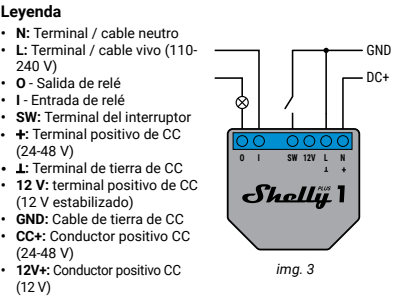 Leyenda
• N: Terminal / cable neutro
• L: Terminal / cable vivo (110-
240 V)
• O - Salida de relé
• I - Entrada de relé
• SW: Terminal del interruptor
• +: Terminal positivo de CC
(24-48 V)
• ⊥: Terminal de tierra de CC
• 12 V: terminal positivo de CC
(12 V estabilizado)
• GND: Cable de tierra de CC
• CC+: Conductor positivo CC
(24-48 V)
• 12V+: Conductor positivo CC
(12 V)
GND
DC+
O I SW 12V L N
⊥ +
Shelly PLUS 1
img. 3